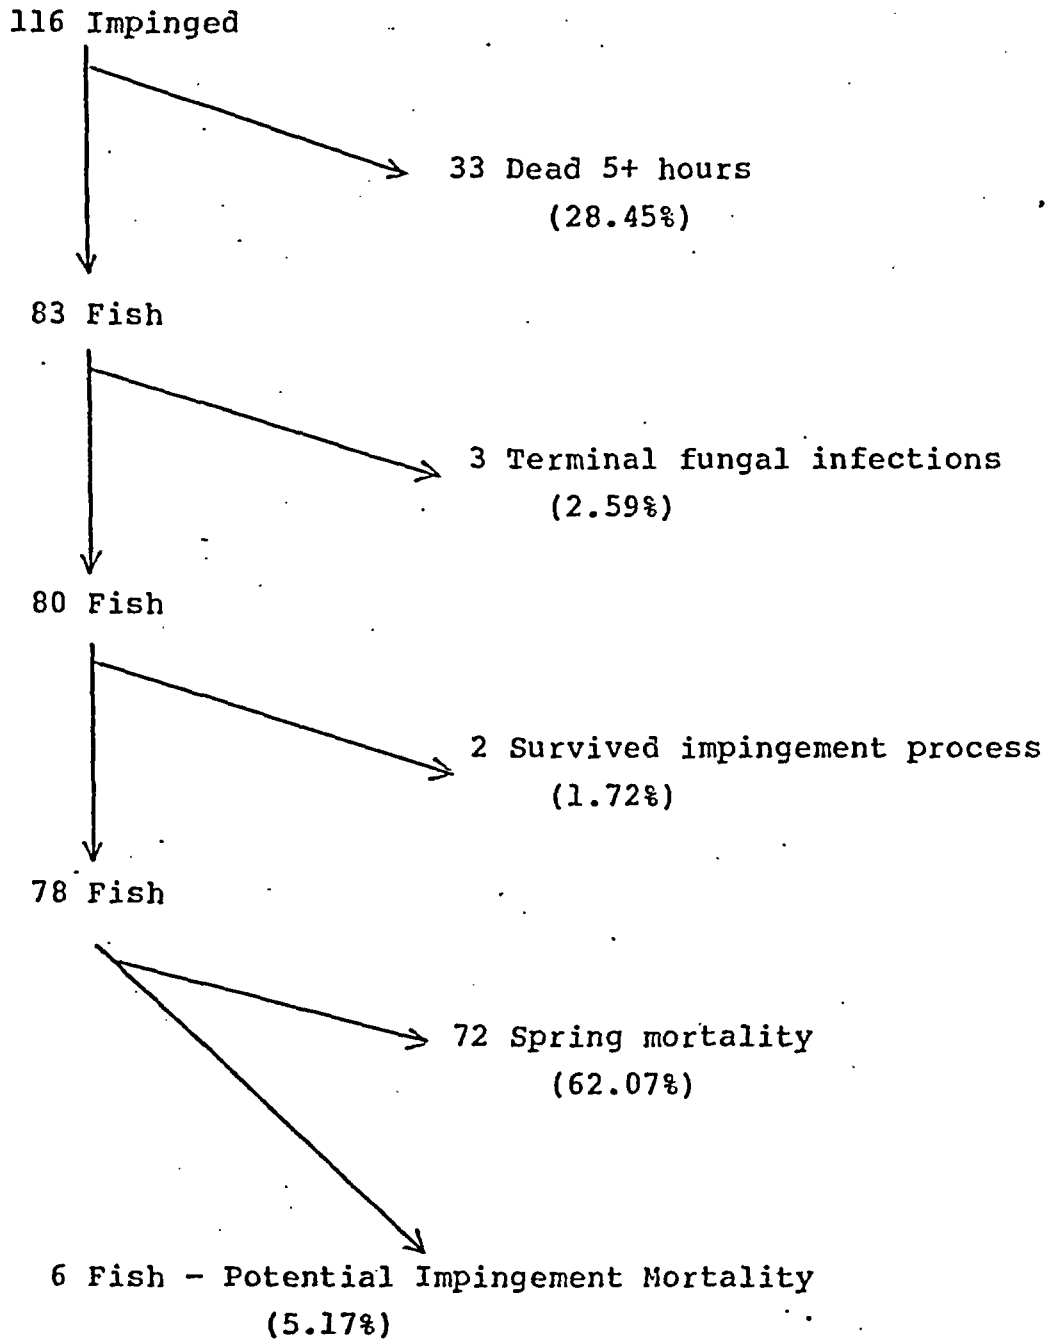 116 Impinged
33 Dead 5+ hours
(28.45%)
83 Fish
3 Terminal fungal infections
(2.59%)
80 Fish
2 Survived impingement process
(1.72%)
78 Fish
72 Spring mortality
(62.07%)
6 Fish - Potential Impingement Mortality
(5.17%)